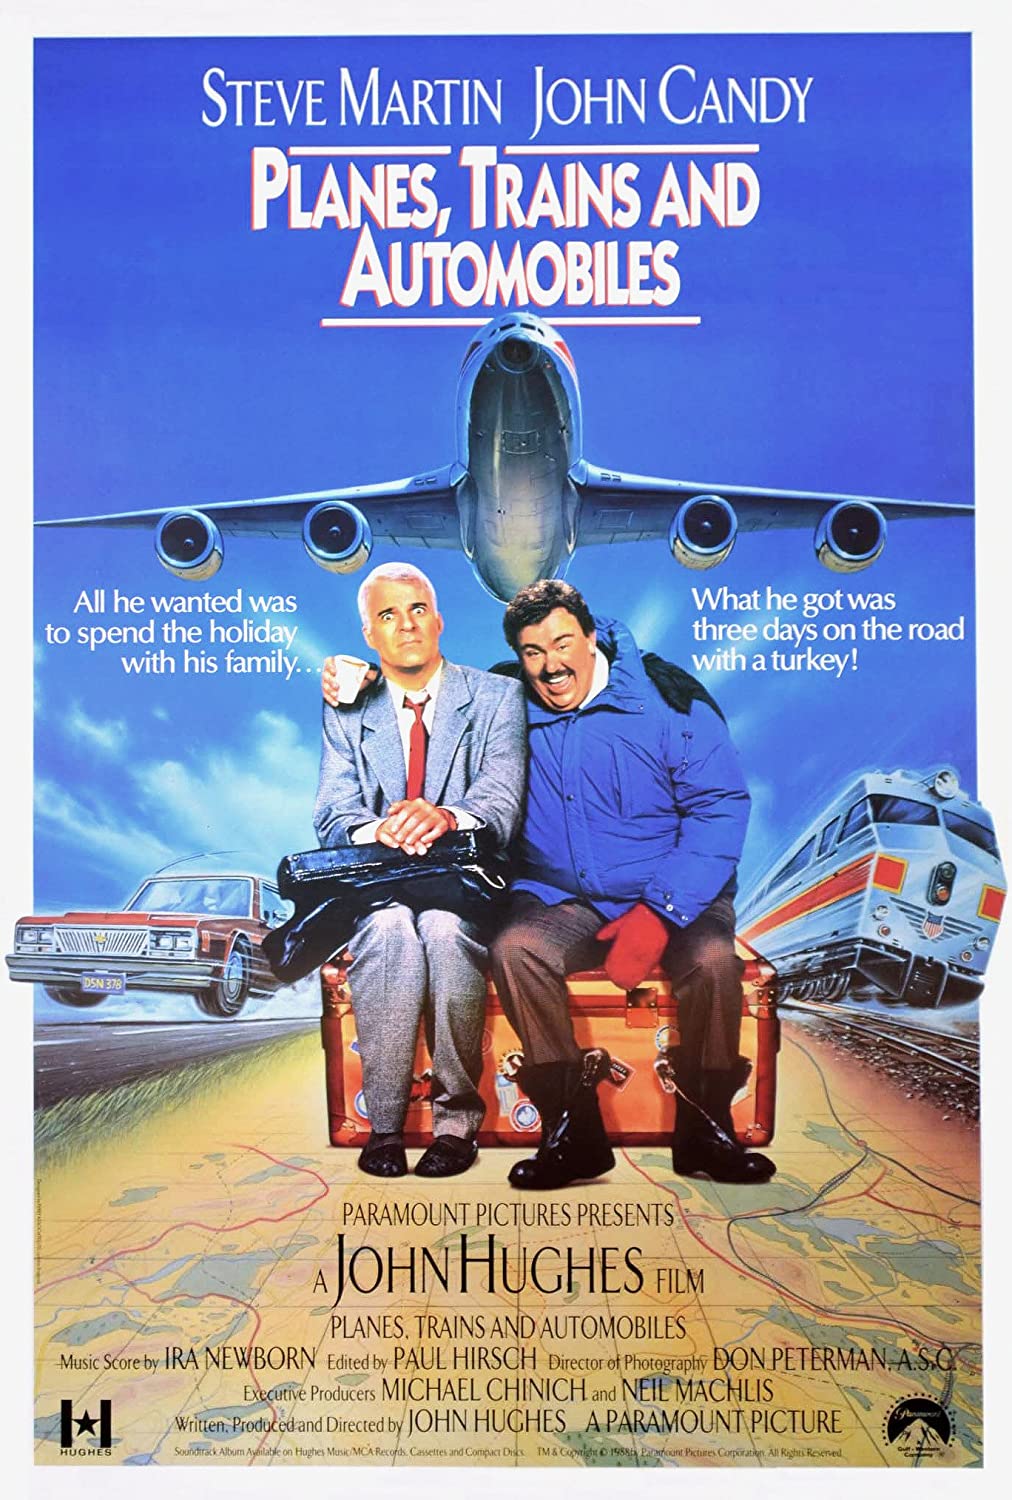 STEVE MARTIN JOHN CANDY
PLANES, TRAINS AND
AUTOMOBILES
All he wanted was
to spend the holiday
with his family...
What he got was
three days on the road
with a turkey!
DSN 378
PARAMOUNT PICTURES PRESENTS
A JOHN HUGHES FILM
PLANES, TRAINS AND AUTOMOBILES
Music Score by IRA NEWBORN Edited by PAUL HIRSCH Director of Photography DON PETERMAN, A.S.C.
Executive Producers MICHAEL CHINICH and NEIL MACHLIS
Written, Produced and Directed by JOHN HUGHES A PARAMOUNT PICTURE
Soundtrack Album Available on Hughes Music/MCA Records, Cassettes and Compact Discs. TM & Copyright © 1988 by Paramount Pictures Corporation. All Rights Reserved.
H
HUGHES
Paramount
A
Gulf + Western
Company